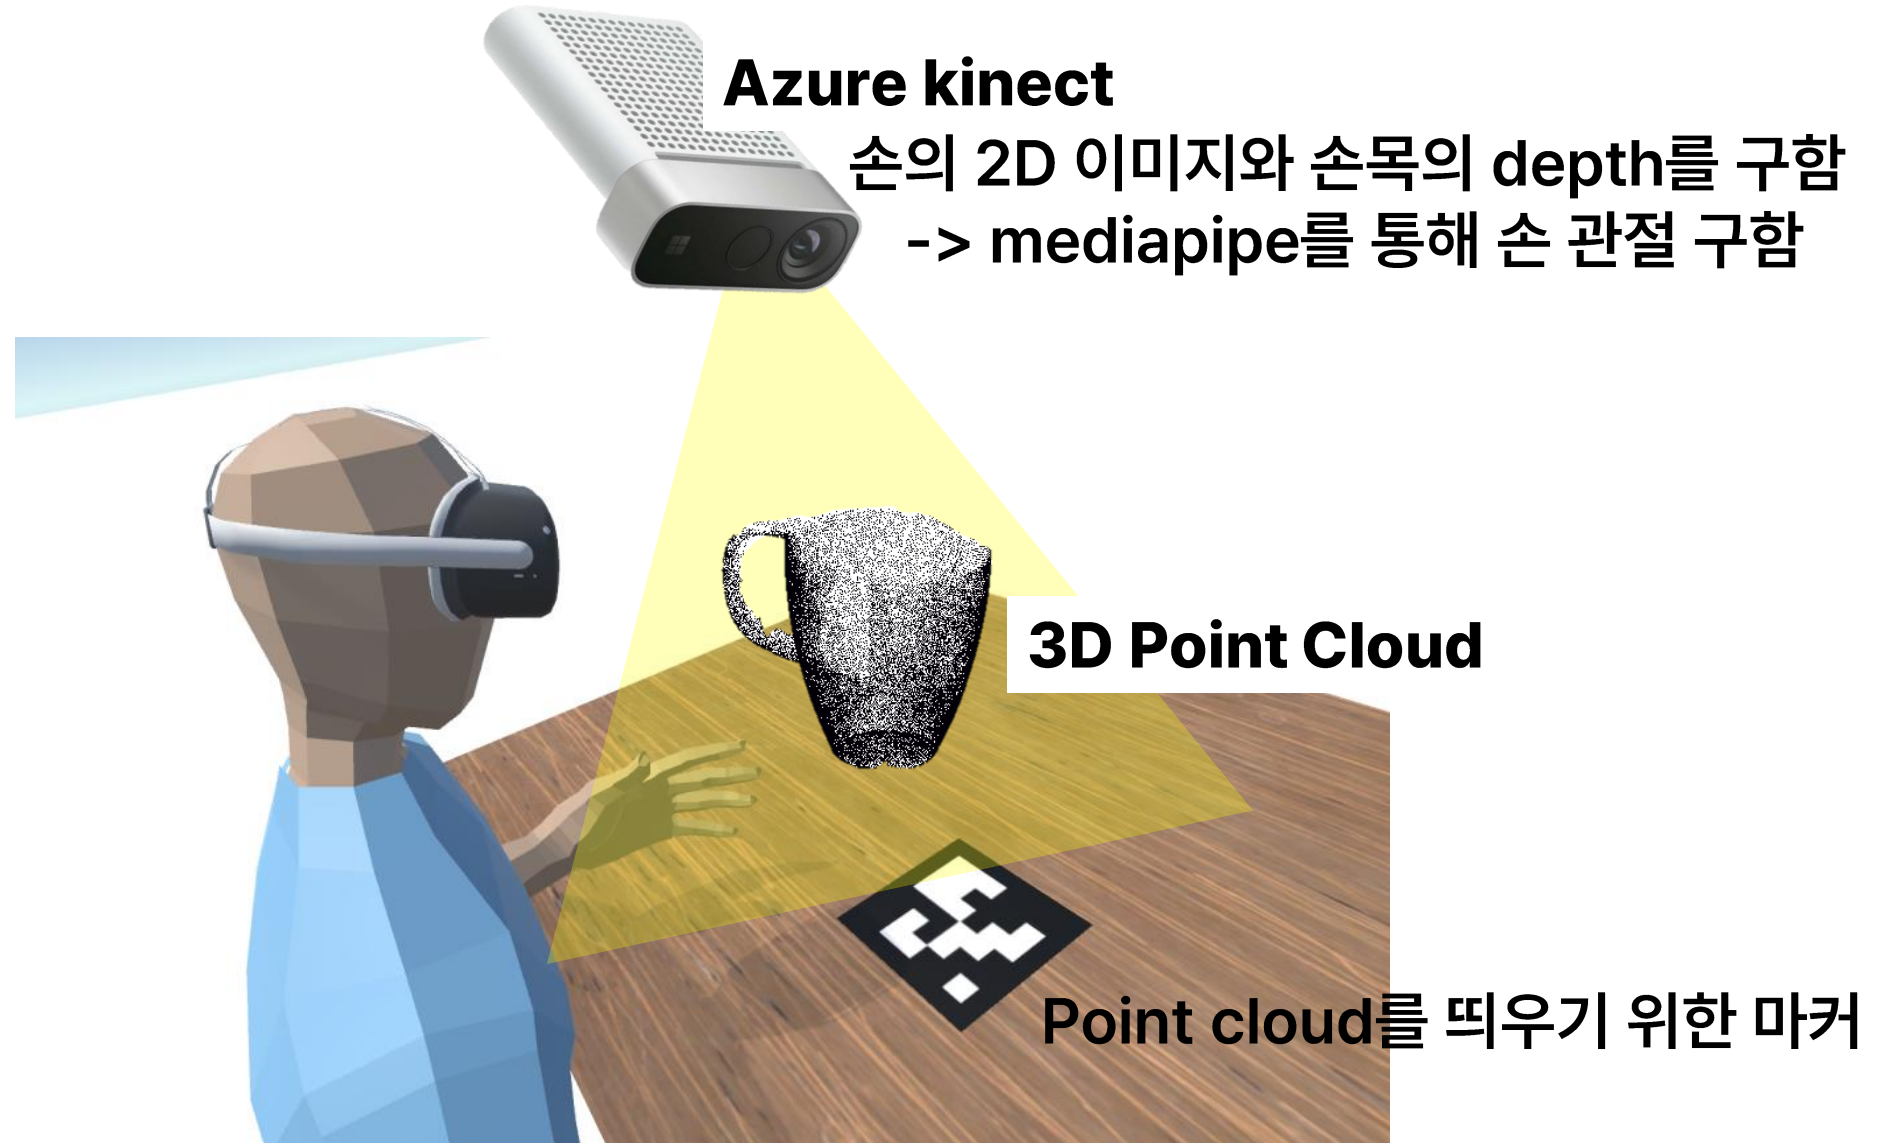 Azure kinect
손의 2D 이미지와 손목의 depth를 구함
-> mediapipe를 통해 손 관절 구함
3D Point Cloud
Point cloud를 띄우기 위한 마커